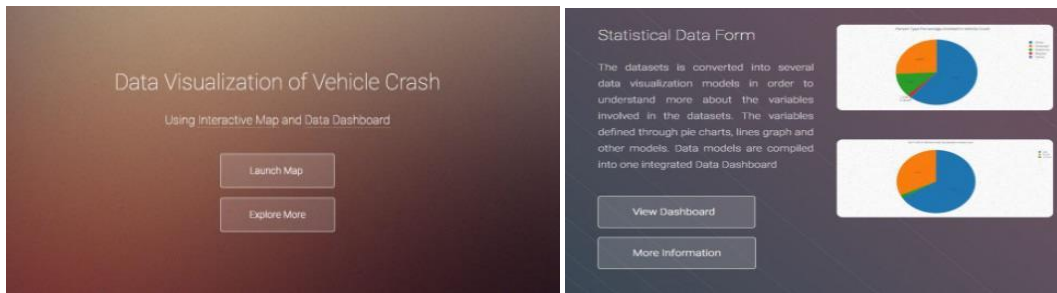 Data Visualization of Vehicle Crash
Using Interactive Map and Data Dashboard
Launch Map
Explore More
Statistical Data Form
The datasets is converted into several
data visualization models in order to
understand more about the variables
involved in the datasets. The variables
defined through pie charts, lines graph and
other models. Data models are compiled
into one integrated Data Dashboard
View Dashboard
More Information